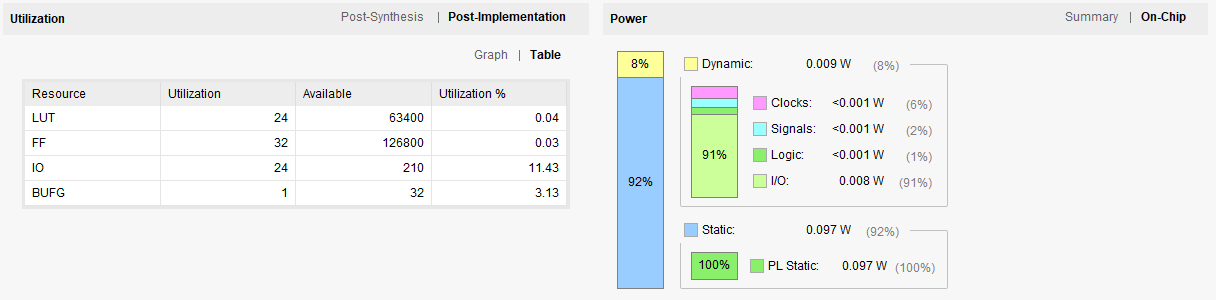 Utilization Post-Synthesis | Post-Implementation
Graph | Table
Resource Utilization Available Utilization %
LUT 24 63400 0.04
FF 32 126800 0.03
IO 24 210 11.43
BUFG 1 32 3.13
Power Summary | On-Chip
8%
92%
Dynamic: 0.009 W (8%)
91%
Clocks: <0.001 W (6%)
Signals: <0.001 W (2%)
Logic: <0.001 W (1%)
I/O: 0.008 W (91%)
Static: 0.097 W (92%)
100%
PL Static: 0.097 W (100%)